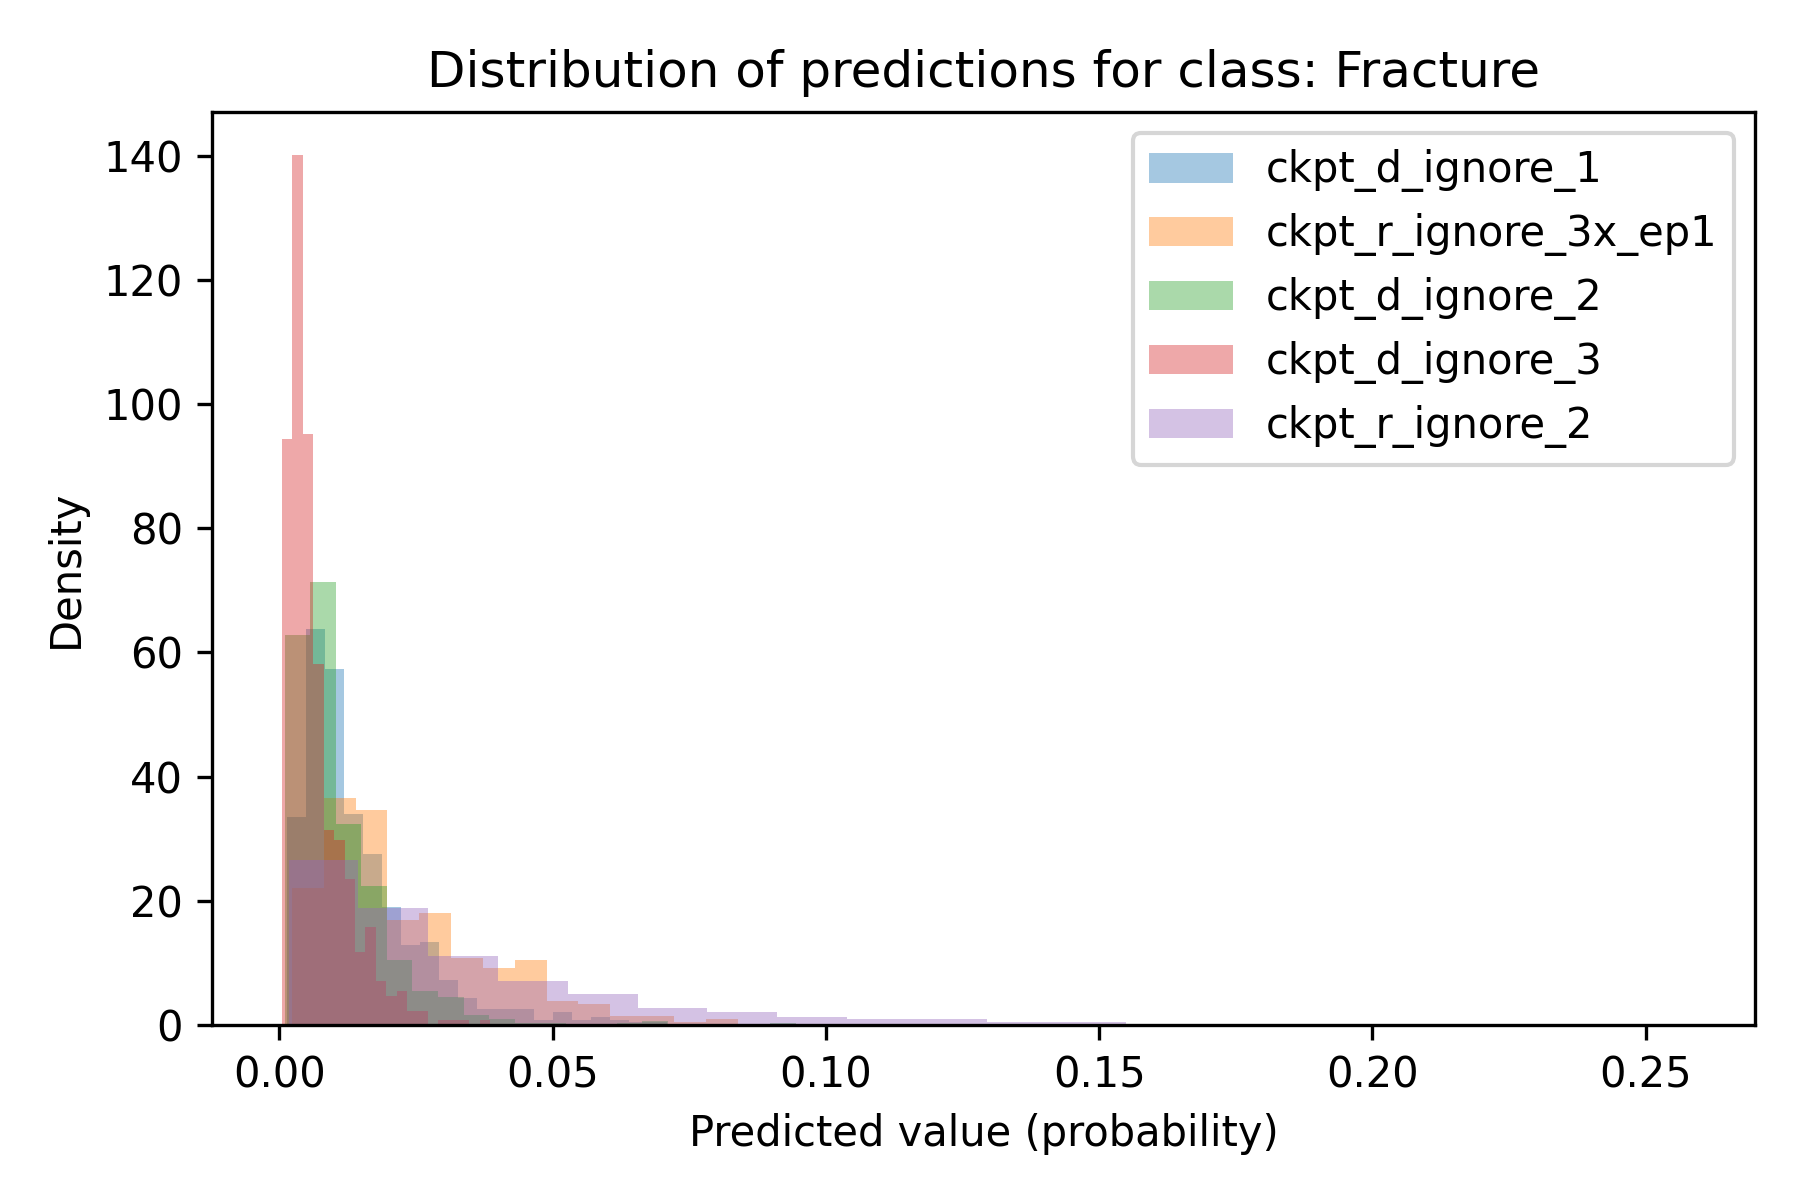 Distribution of predictions for class: Fracture
140
120
100
80
60
40
20
0
Density
ckpt_d_ignore_1
ckpt_r_ignore_3x_ep1
ckpt_d_ignore_2
ckpt_d_ignore_3
ckpt_r_ignore_2
0.00 0.05 0.10 0.15 0.20 0.25
Predicted value (probability)